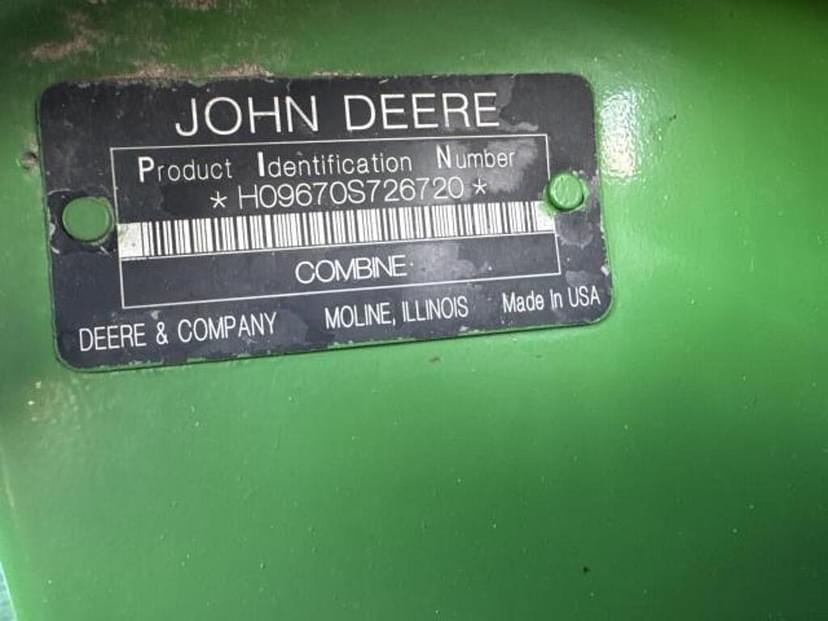 JOHN DEERE
Product Identification Number
* H09670S726720 *
COMBINE
DEERE & COMPANY MOLINE, ILLINOIS Made In USA